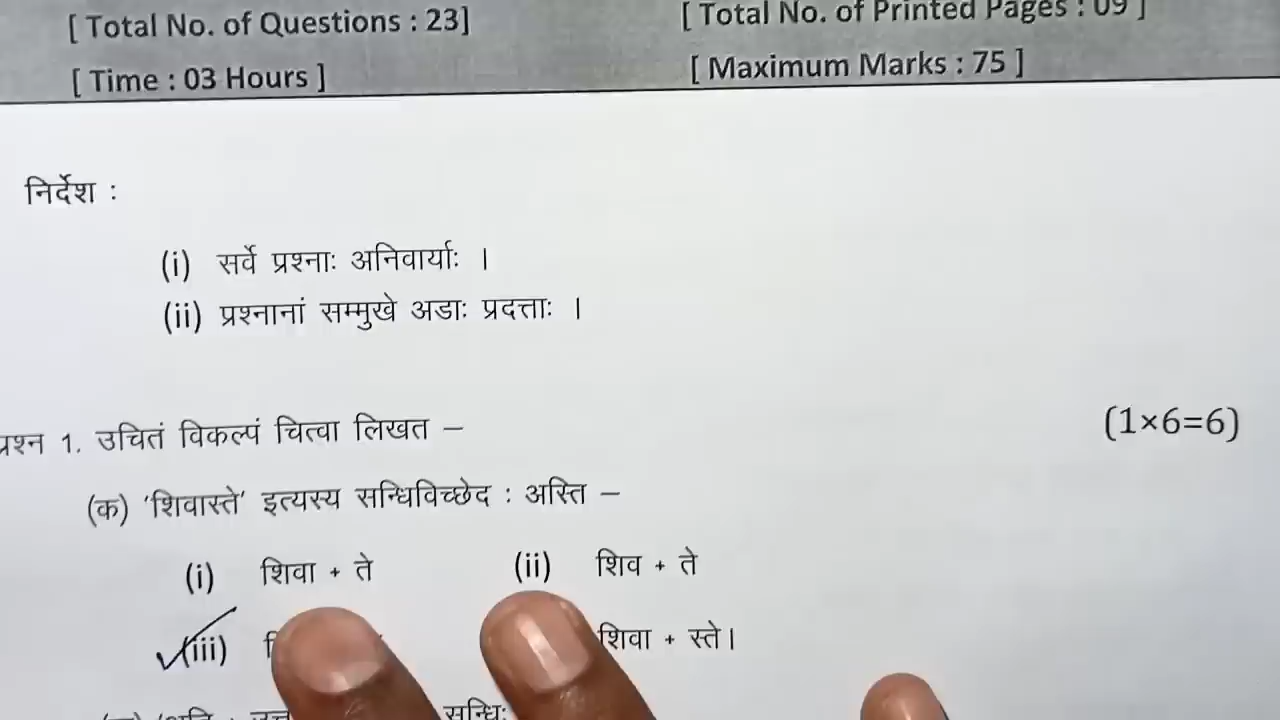 [ Total No. of Questions : 23]
[ Total No. of Printed Pages : 09 ]
[ Time : 03 Hours ]
[ Maximum Marks : 75 ]
निर्देश :
(i) सर्वे प्रश्नाः अनिवार्याः ।
(ii) प्रश्नानां सम्मुखे अडाः प्रदत्ताः ।
प्रश्न 1. उचितं विकल्पं चित्वा लिखत – (1×6=6)
(क) 'शिवास्ते' इत्यस्य सन्धिविच्छेद : अस्ति –
(i) शिवा + ते (ii) शिव + ते
(iii) शिवा + स्ते।
सन्धिः